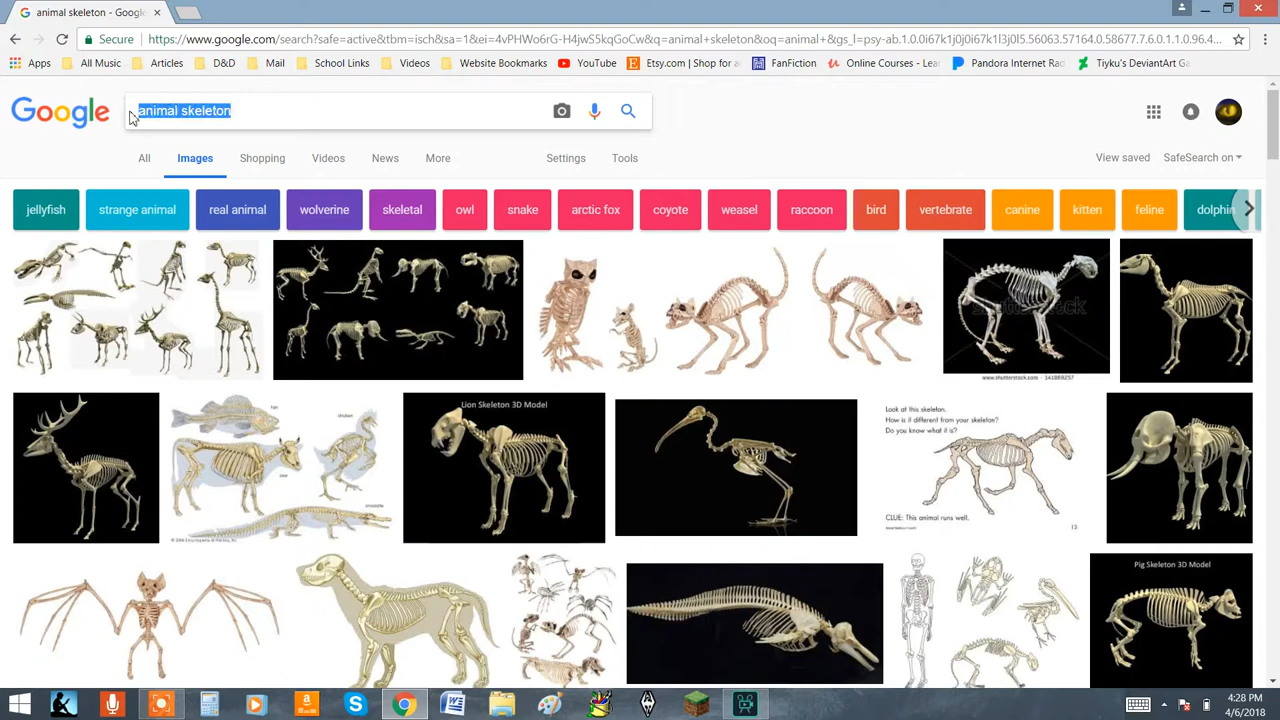 animal skeleton - Google
Secure https://www.google.com/search?safe=active&tbm=isch&sa=1&ei=4vPHWo6rG-H4jwS5kqGoCw&q=animal+skeleton&oq=animal+&gs_l=psy-ab.1.0.0i67k1j0j0i67k1l3j0l5.56063.57164.0.58677.7.6.0.1.1.0.96.4...
Apps All Music Articles D&D Mail School Links Videos Website Bookmarks YouTube Etsy.com | Shop for FanFiction Online Courses Pandora Internet Rad Tiyku's DeviantArt
Google animal skeleton
All Images Shopping Videos News More Settings Tools View saved SafeSearch on
jellyfish strange animal real animal wolverine skeletal owl snake arctic fox coyote weasel raccoon bird vertebrate canine kitten feline dolphin
shutterstock
www.shutterstock.com · 141869257
Lion Skeleton 3D Model
Look at this skeleton.
How is it different from your skeleton?
Do you know what it is?
CLUE: This animal runs well.
13
Pig Skeleton 3D Model
4:28 PM
4/6/2018